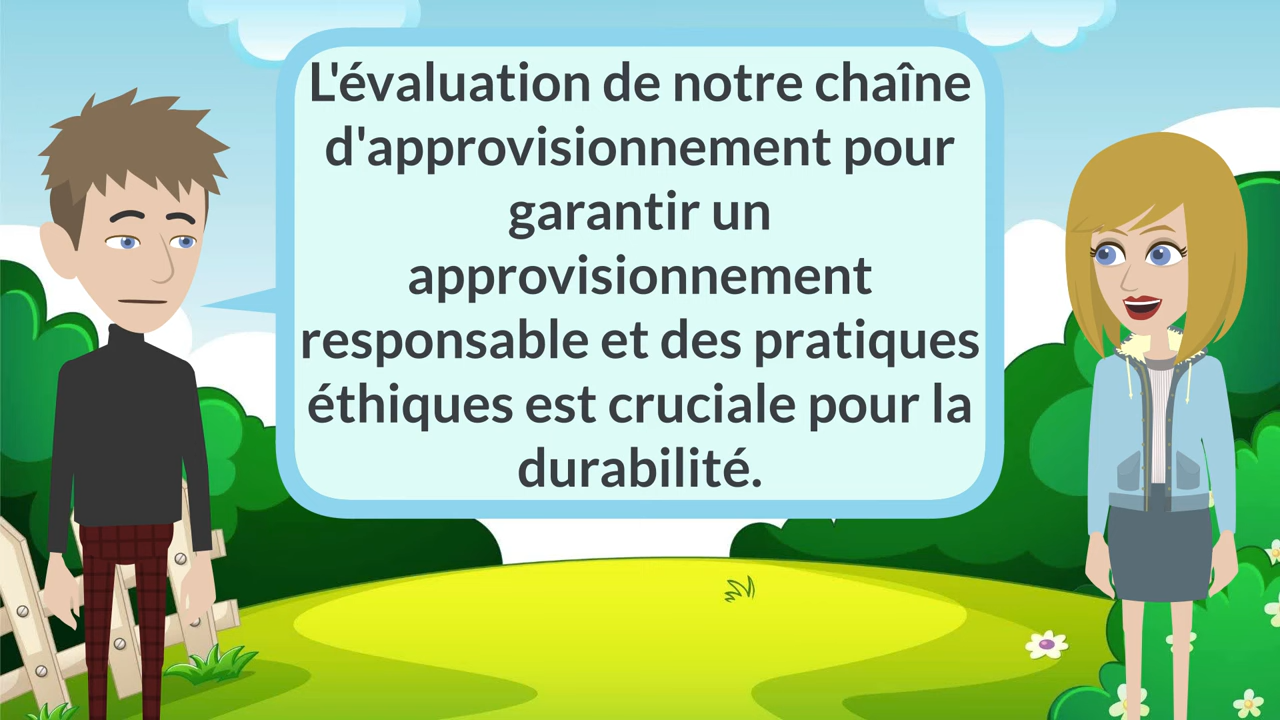 L'évaluation de notre chaîne
d'approvisionnement pour
garantir un
approvisionnement
responsable et des pratiques
éthiques est cruciale pour la
durabilité.